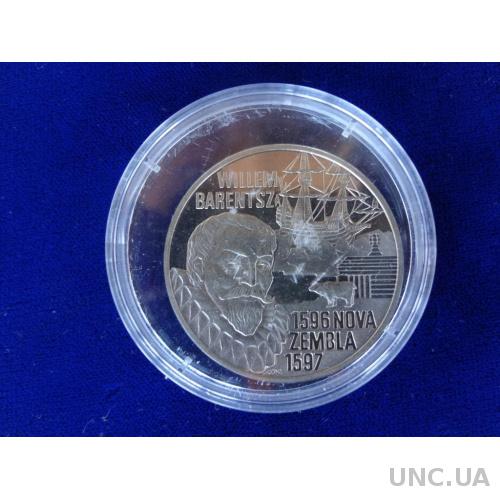 WILLEM
BARENTSZ
1596 NOVA
ZEMBLA
1597
UNC.UA